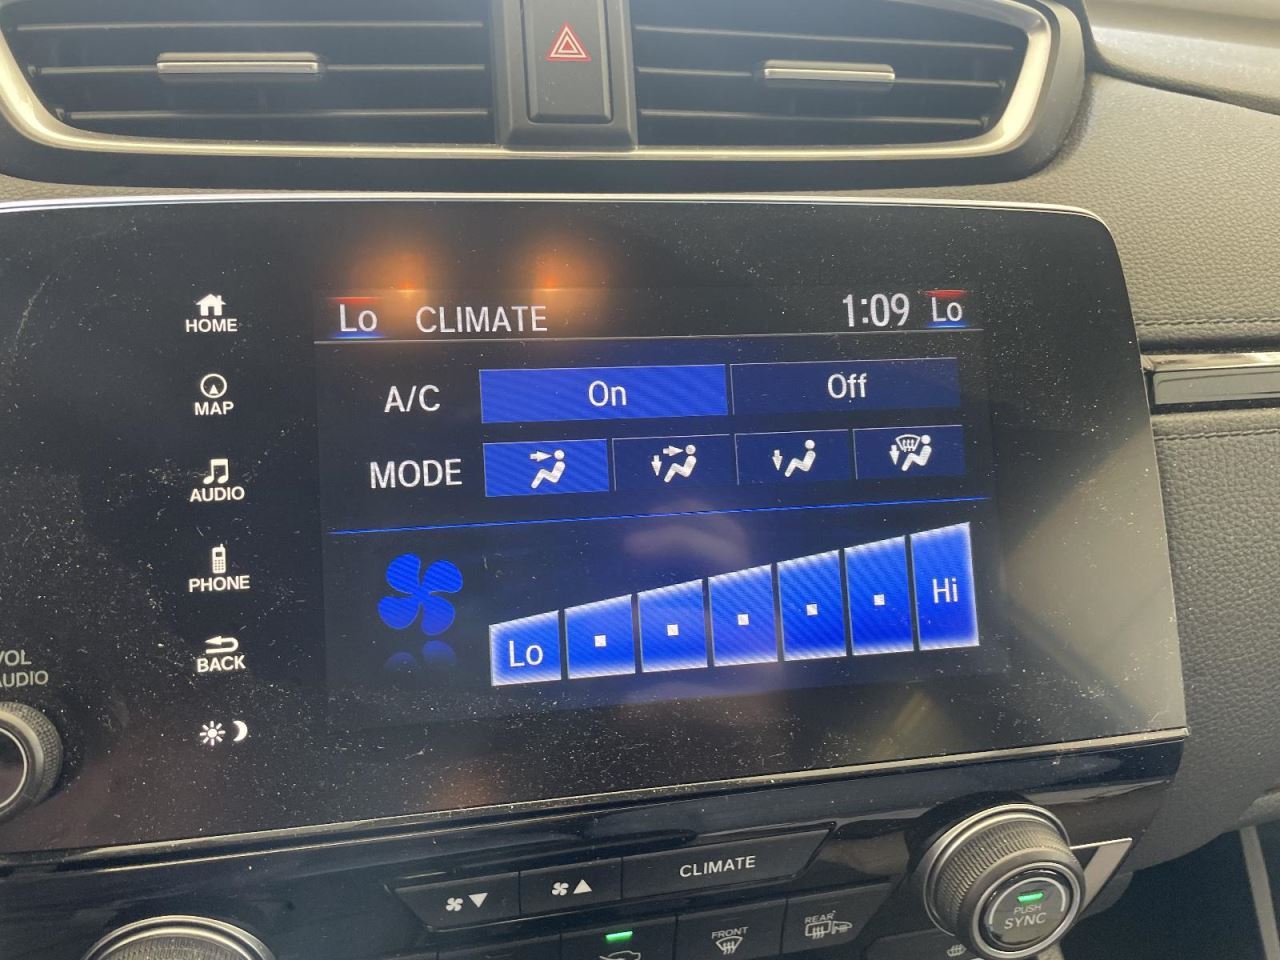 Lo CLIMATE 1:09 Lo
HOME
A/C On Off
MAP
MODE
AUDIO
PHONE
Hi
Lo
BACK
VOL
AUDIO
CLIMATE
PUSH
SYNC
FRONT
REAR